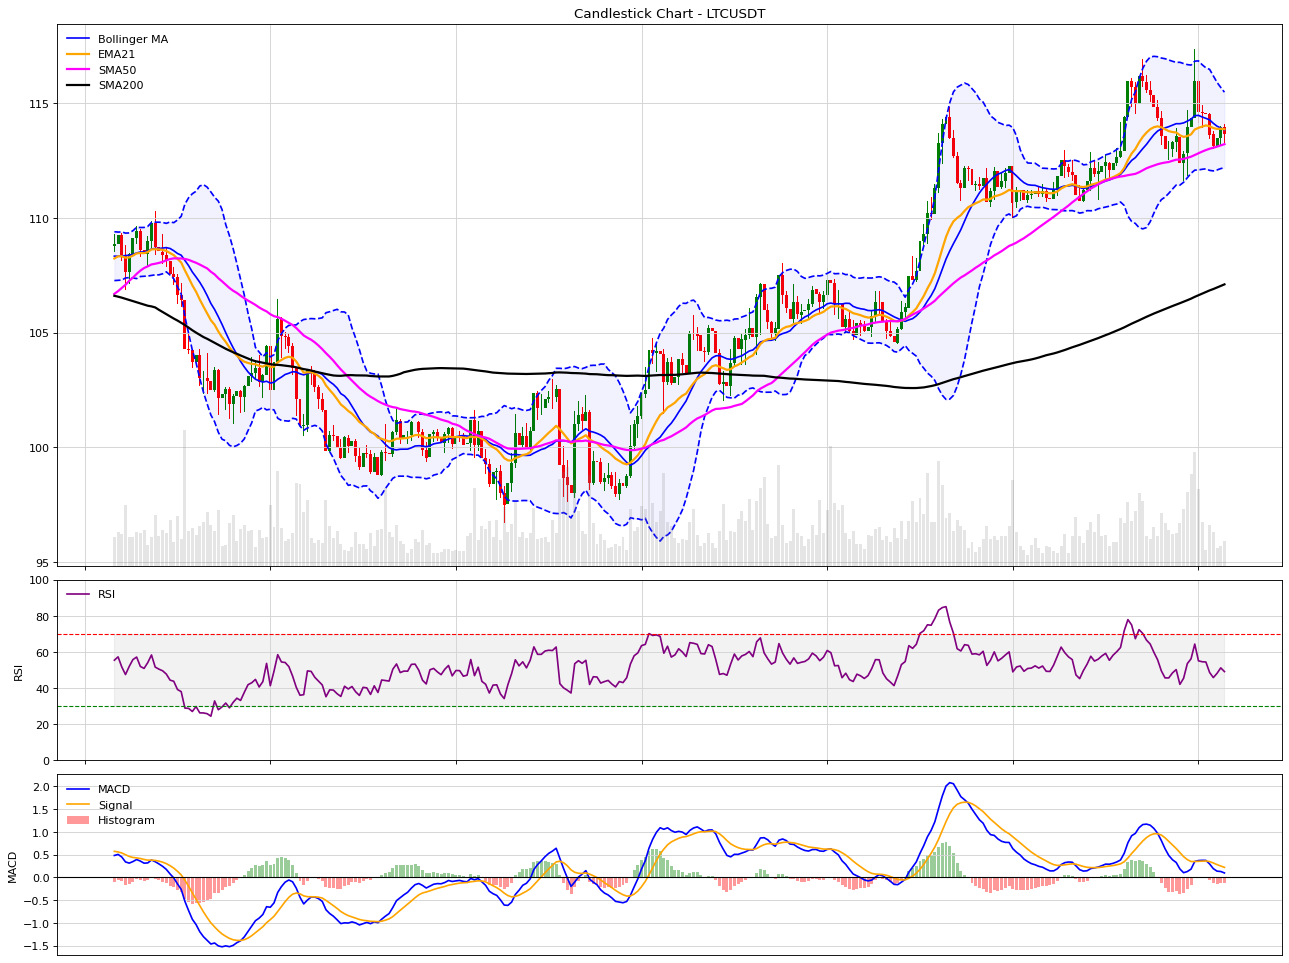 Candlestick Chart - LTCUSDT
Bollinger MA
EMA21
SMA50
SMA200
115
110
105
100
95
100
80
60
40
20
0
RSI
RSI
2.0
1.5
1.0
0.5
0.0
−0.5
−1.0
−1.5
MACD
MACD
Signal
Histogram